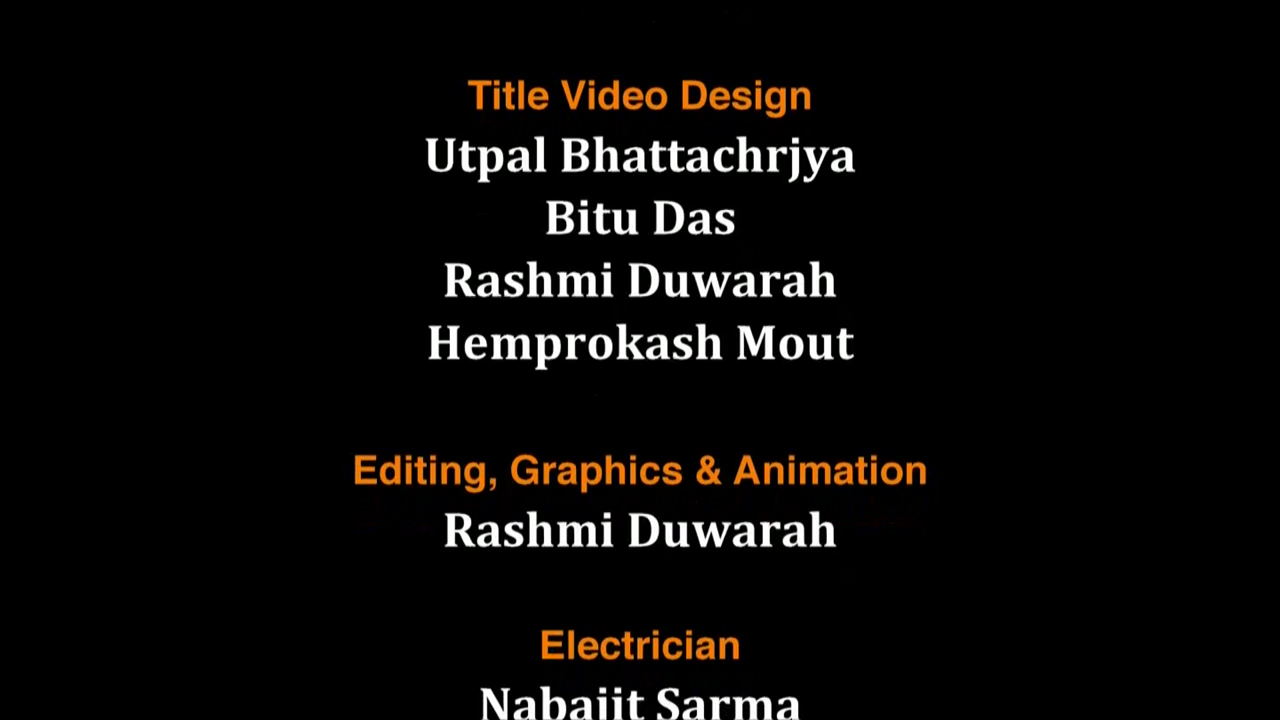 Title Video Design
Utpal Bhattachrjya
Bitu Das
Rashmi Duwarah
Hemprokash Mout
Editing, Graphics & Animation
Rashmi Duwarah
Electrician
Nabajit Sarma